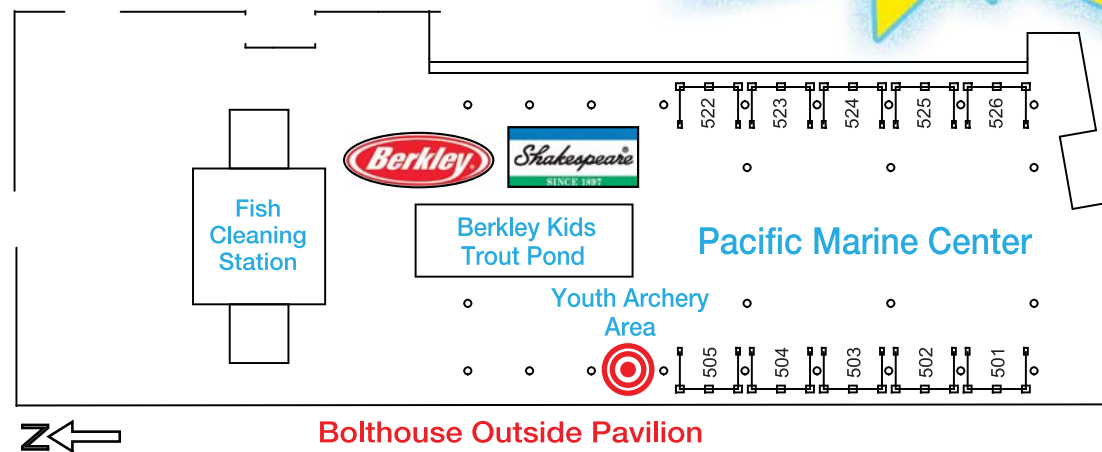 522
523
524
525
526
Berkley
Shakespeare
SINCE 1897
Fish
Cleaning
Station
Berkley Kids
Trout Pond
Pacific Marine Center
Youth Archery
Area
505
504
503
502
501
N
Bolthouse Outside Pavilion